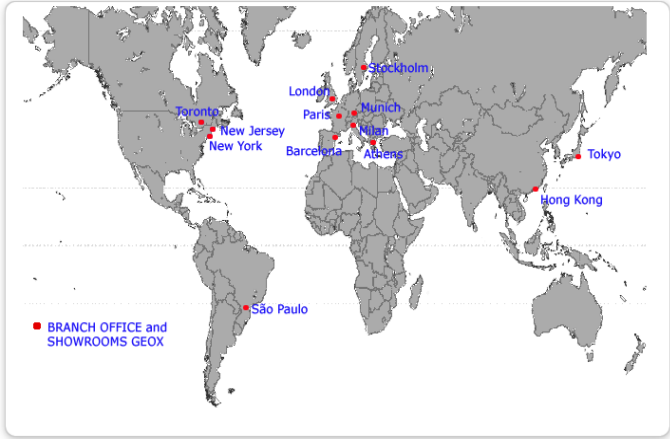 Stockholm
London
Paris
Munich
Toronto
New Jersey
Milan
New York
Barcelona
Athens
Tokyo
Hong Kong
São Paulo
BRANCH OFFICE and
SHOWROOMS GEOX